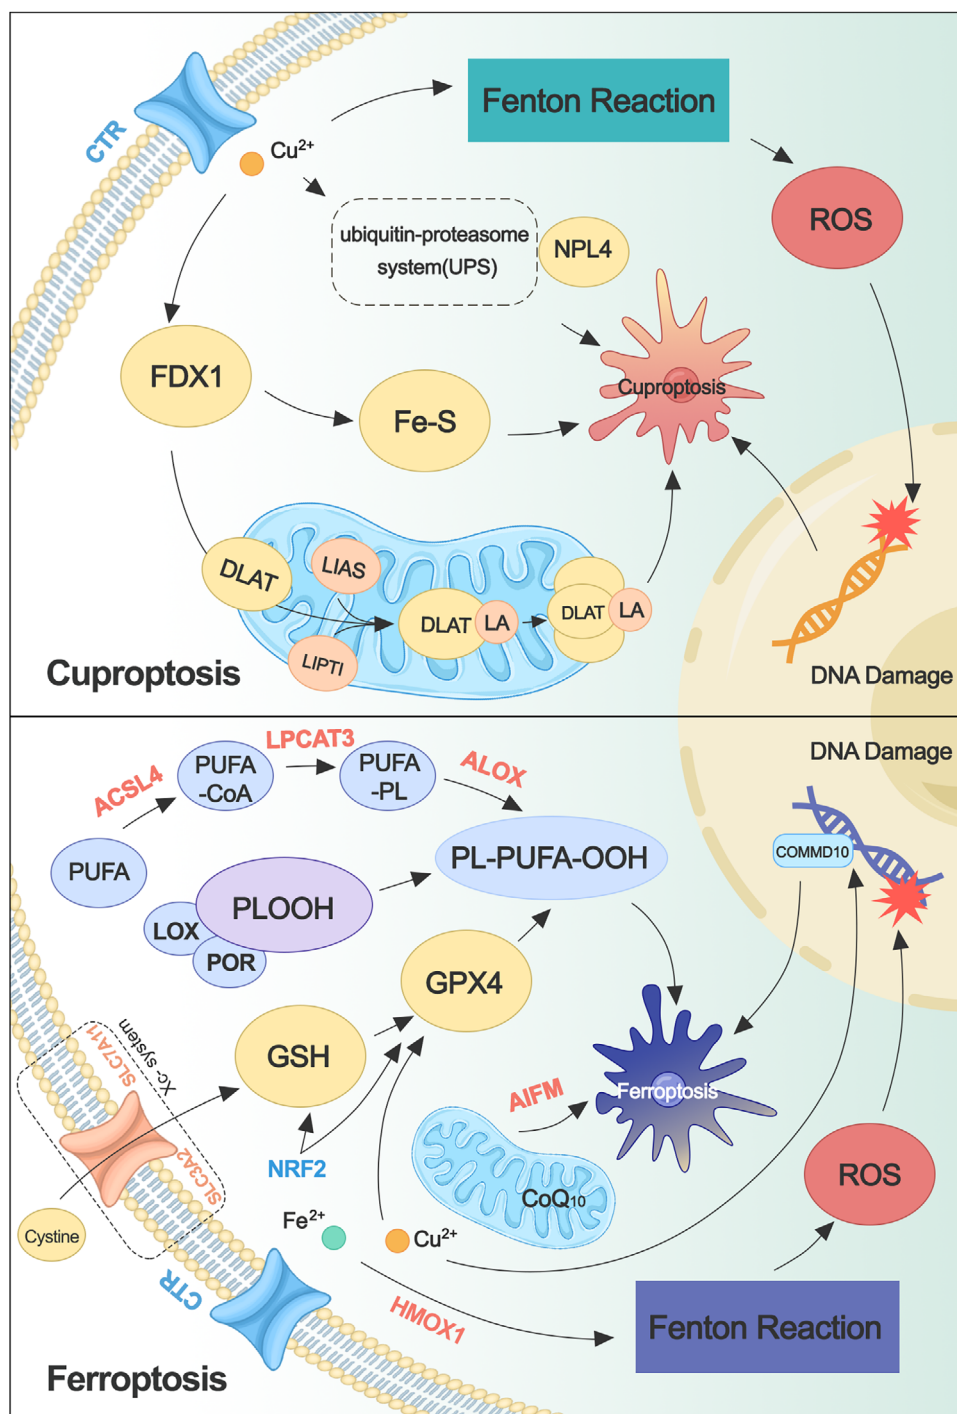 CTR
Cu2+
Fenton Reaction
ROS
ubiquitin-proteasome
system(UPS)
NPL4
FDX1
Fe-S
Cuproptosis
DLAT
LIAS
LIPTI
DLAT
LA
DLAT
LA
Cuproptosis
DNA Damage
LPCAT3
ACSL4
PUFA
-CoA
PUFA
-PL
ALOX
PUFA
DNA Damage
COMMD10
PL-PUFA-OOH
PLOOH
LOX
POR
GPX4
GSH
Xc- system
SLC7A11
SLC3A2
Cystine
NRF2
AIFM
Ferroptosis
CoQ10
ROS
Fe2+
Cu2+
CTR
HMOX1
Fenton Reaction
Ferroptosis